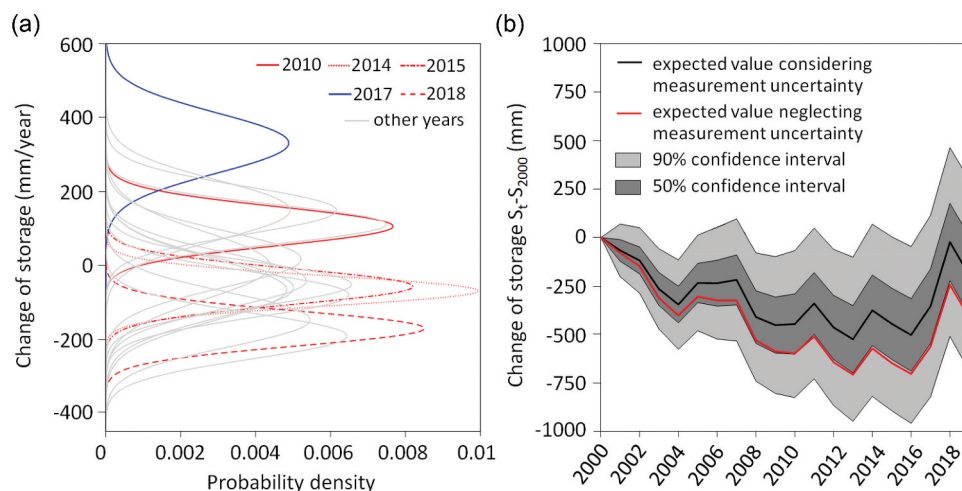 (a)
600
400
200
0
-200
-400
Change of storage (mm/year)
2010 2014 2015
2017 2018
other years
0 0.002 0.004 0.006 0.008 0.01
Probability density
(b)
1000
750
500
250
0
-250
-500
-750
-1000
Change of storage St-S2000 (mm)
expected value considering
measurement uncertainty
expected value neglecting
measurement uncertainty
90% confidence interval
50% confidence interval
2000 2002 2004 2006 2008 2010 2012 2014 2016 2018